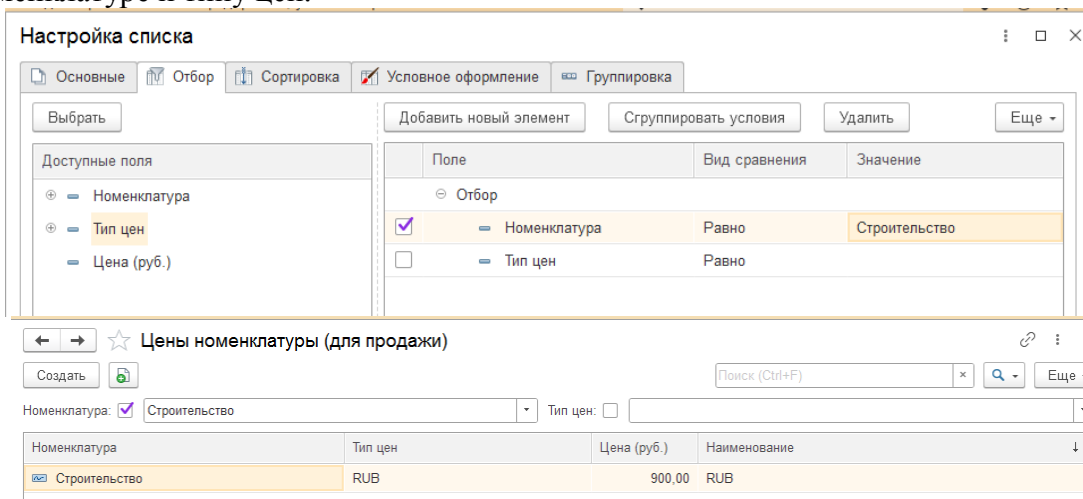 менклатуре и типу цен.
Настройка списка
Основные Отбор Сортировка Условное оформление Группировка
Выбрать Добавить новый элемент Сгруппировать условия Удалить Еще
Доступные поля Поле Вид сравнения Значение
Номенклатура Отбор
Тип цен Номенклатура Равно Строительство
Цена (руб.) Тип цен Равно
Цены номенклатуры (для продажи)
Создать Поиск (Ctrl+F) × Еще
Номенклатура: Строительство Тип цен:
Номенклатура Тип цен Цена (руб.) Наименование ↓
Строительство RUB 900,00 RUB